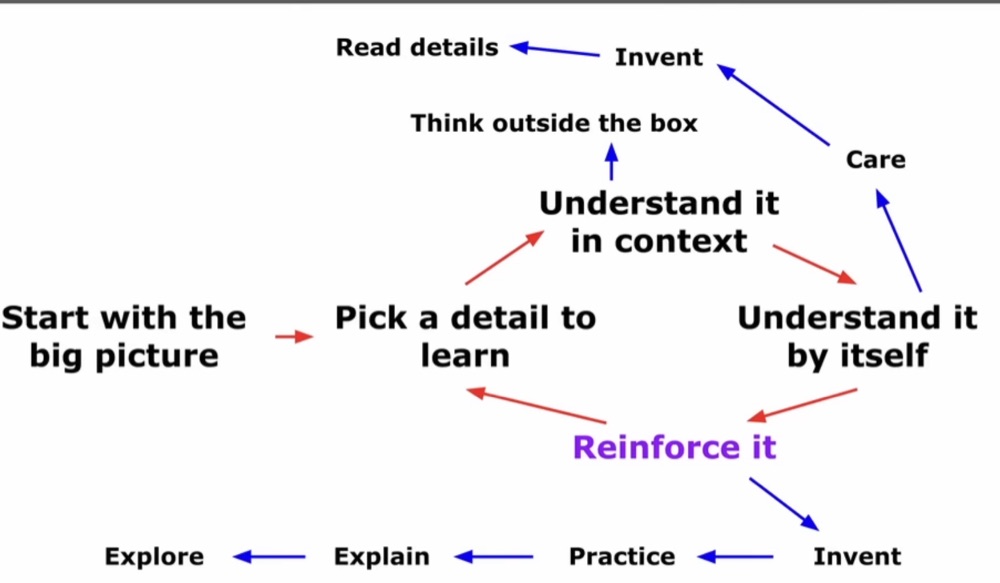 Read details
Invent
Think outside the box
Care
Understand it
in context
Start with the
big picture
Pick a detail to
learn
Understand it
by itself
Reinforce it
Explore
Explain
Practice
Invent